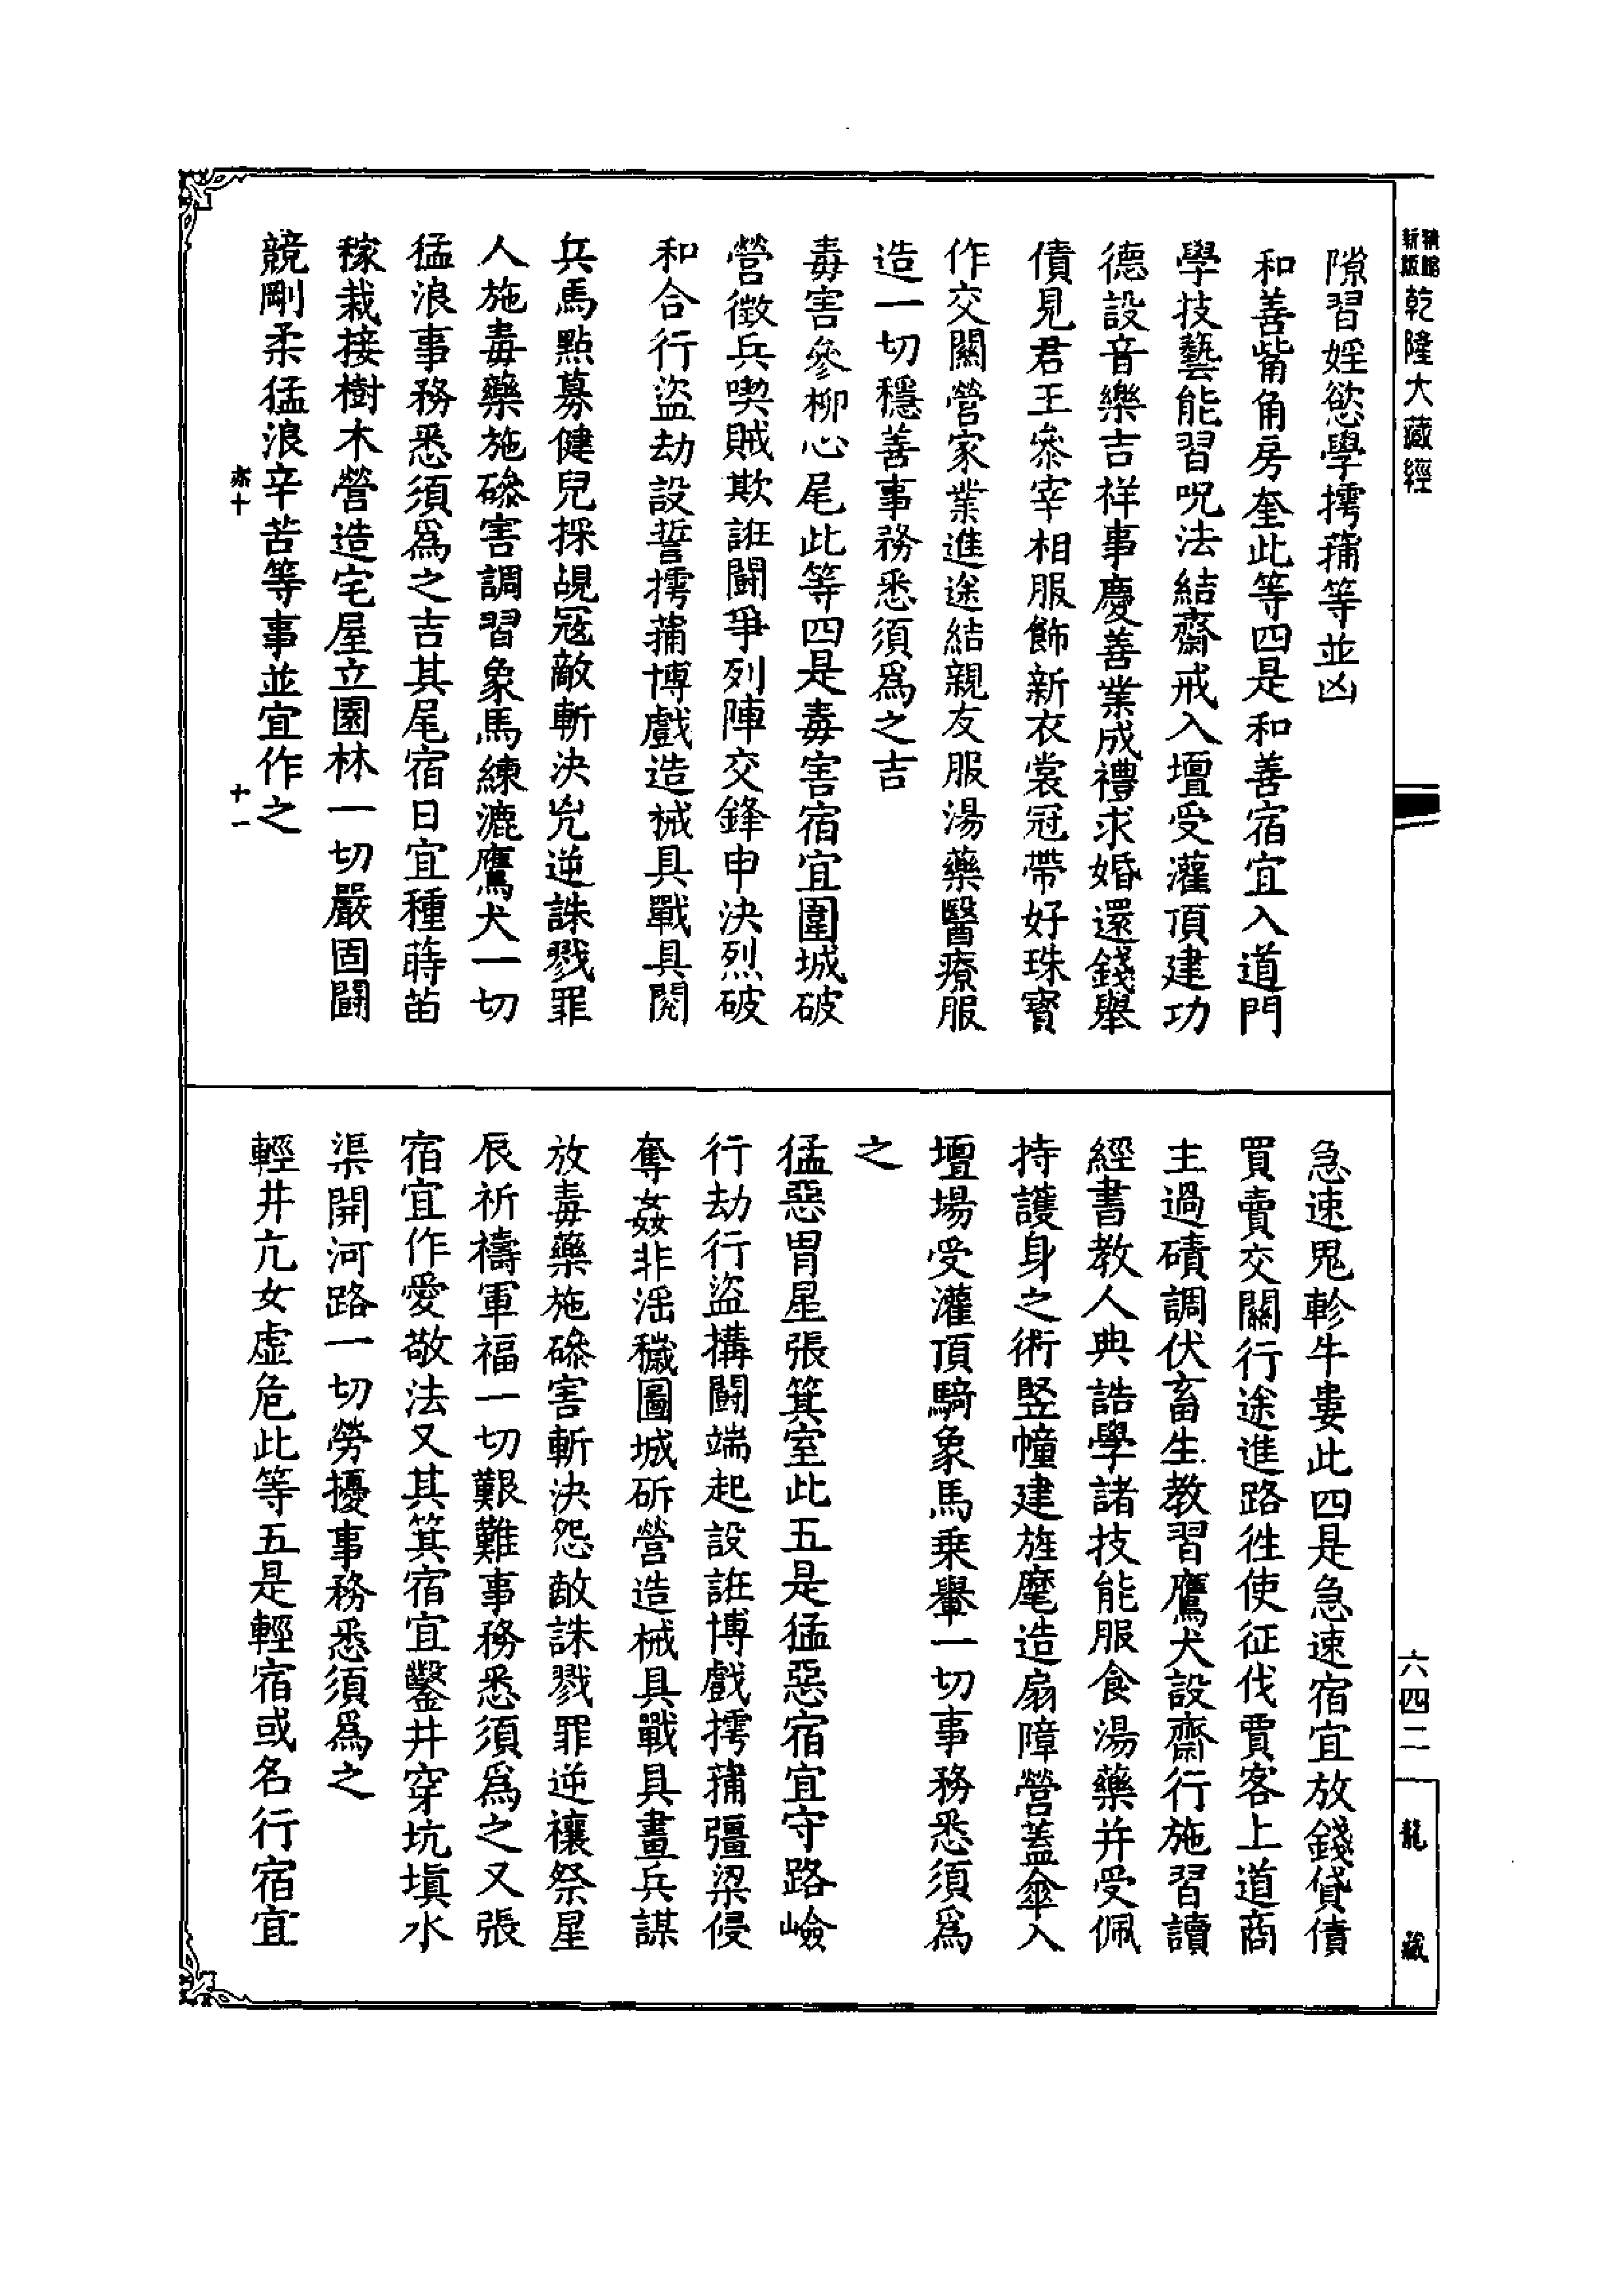 精縮
新版
乾隆大藏經
六四二
龍藏
隙習婬慾學摴蒱等並凶
和善觜角房奎此等四是和善宿宜入道門
學技藝能習呪法結齋戒入壇受灌頂建功
德設音樂吉祥事慶善業成禮求婚還錢舉
債見君王叅宰相服飾新衣裳冠帶好珠寳
作交關營家業進途結親友服湯藥醫療服
造一切穩善事務悉須爲之吉
毒害參柳心尾此等四是毒害宿宜圍城破
營徵兵喫賊欺誑鬪爭列陣交鋒申決烈破
和合行盜劫設誓摴蒱博戲造械具戰具閱
兵馬點募健兒採覘冦敵斬決兇逆誅戮罪
人施毒藥施磣害調習象馬練漉鷹犬一切
猛浪事務悉須爲之吉其尾宿日宜種蒔苗
稼栽接樹木營造宅屋立園林一切嚴固鬪
競剛柔猛浪辛苦等事並宜作之
十一
急速鬼軫牛婁此四是急速宿宜放錢貸債
買賣交關行途進路徃使征伐賈客上道商
主過磧調伏畜生教習鷹犬設齋行施習讀
經書教人典誥學諸技能服食湯藥并受佩
持護身之術竪幢建旌麾造扇障營蓋傘入
壇場受灌頂騎象馬乗轝一切事務悉須爲
之
猛惡胃星張箕室此五是猛惡宿宜守路嶮
行劫行盜搆鬪端起設誑博戲摴蒱彊梁侵
奪姦非滛穢圖城斫營造械具戰具畫兵謀
放毒藥施磣害斬決怨敵誅戮罪逆禳祭星
辰祈禱軍福一切艱難事務悉須爲之又張
宿宜作愛敬法又其箕宿宜鑿井穿坑塡水
渠開河路一切勞擾事務悉須爲之
輕井亢女虛危此等五是輕宿或名行宿宜